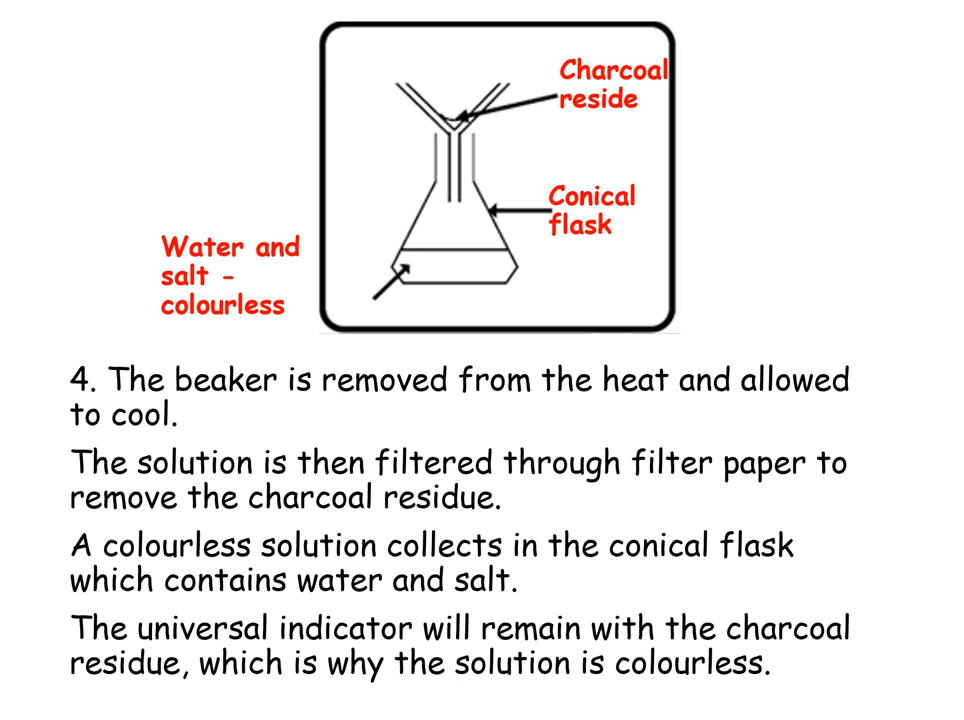 Charcoal
reside
Conical
flask
Water and
salt -
colourless
4. The beaker is removed from the heat and allowed
to cool.
The solution is then filtered through filter paper to
remove the charcoal residue.
A colourless solution collects in the conical flask
which contains water and salt.
The universal indicator will remain with the charcoal
residue, which is why the solution is colourless.